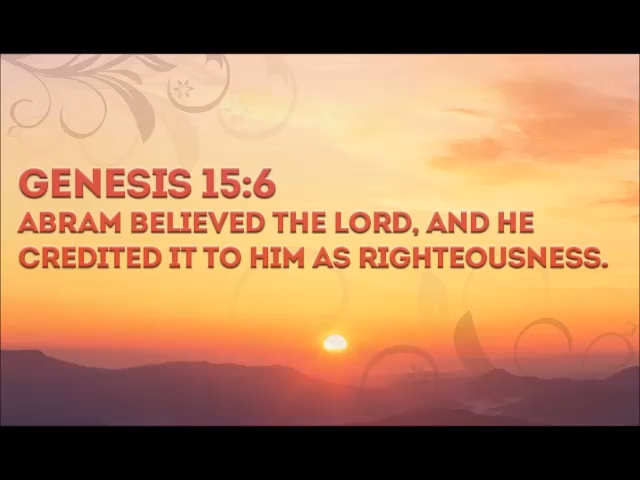 GENESIS 15:6
ABRAM BELIEVED THE LORD, AND HE
CREDITED IT TO HIM AS RIGHTEOUSNESS.